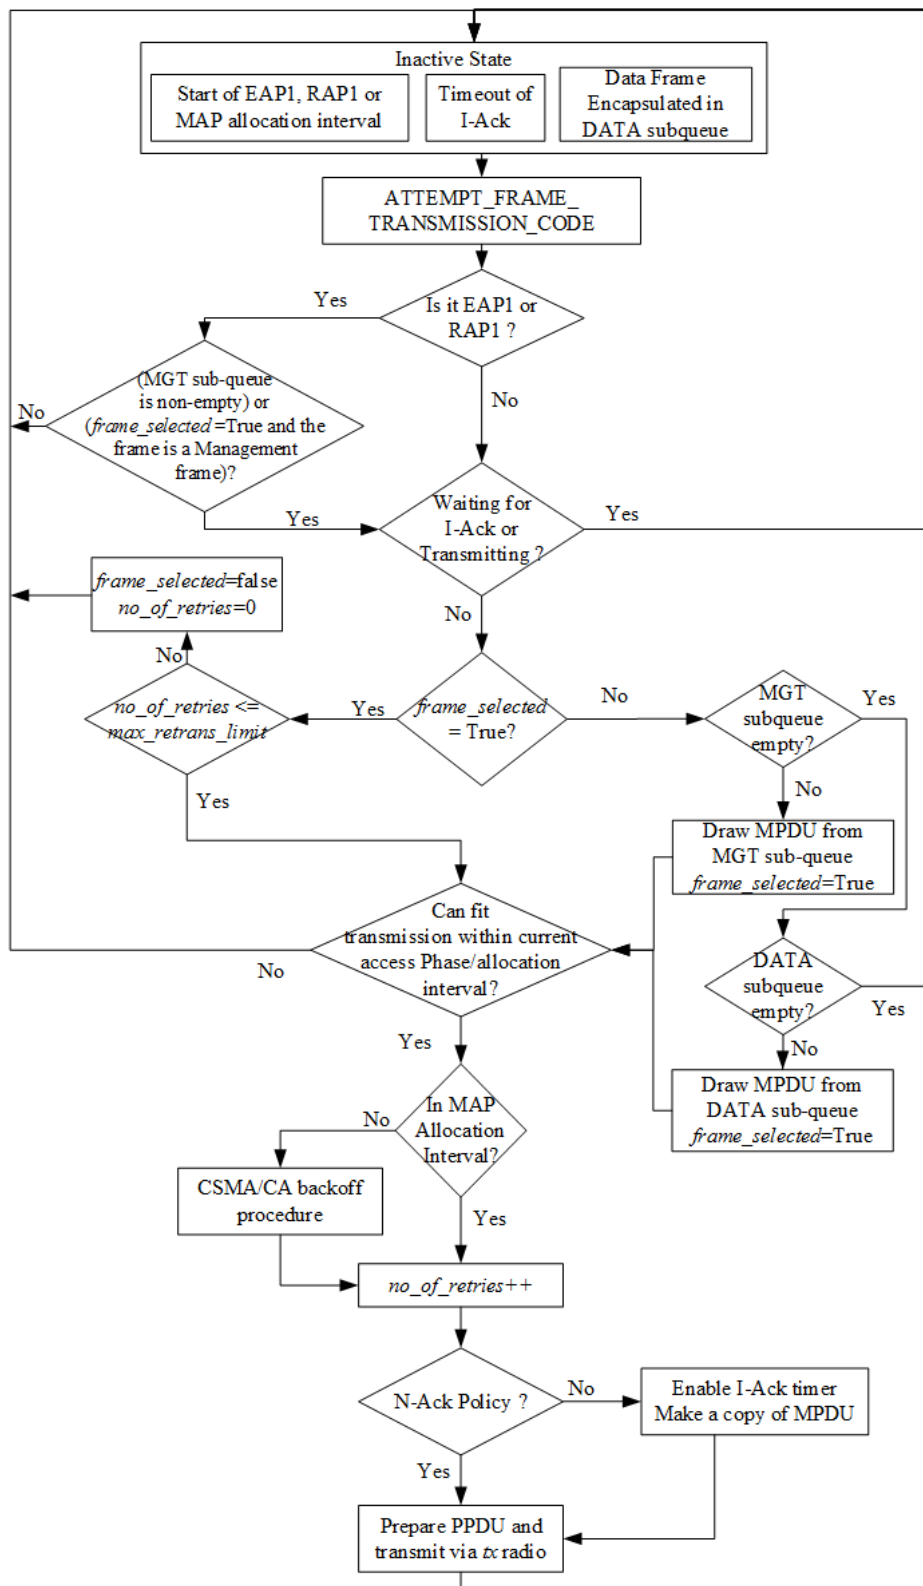 Inactive State
Start of EAP1, RAP1 or
MAP allocation interval
Timeout of
I-Ack
Data Frame
Encapsulated in
DATA subqueue
ATTEMPT_FRAME_
TRANSMISSION_CODE
Is it EAP1 or
RAP1 ?
Yes
No
(MGT sub-queue
is non-empty) or
(frame_selected=True and the
frame is a Management
frame)?
No
Yes
Waiting for
I-Ack or
Transmitting ?
Yes
No
frame_selected=false
no_of_retries=0
No
no_of_retries <=
max_retrans_limit
Yes
Yes
frame_selected
= True?
No
MGT
subqueue
empty?
Yes
No
Draw MPDU from
MGT sub-queue
frame_selected=True
Can fit
transmission within current
access Phase/allocation
interval?
No
Yes
DATA
subqueue
empty?
Yes
No
Draw MPDU from
DATA sub-queue
frame_selected=True
In MAP
Allocation
Interval?
No
Yes
CSMA/CA backoff
procedure
no_of_retries++
N-Ack Policy ?
No
Yes
Enable I-Ack timer
Make a copy of MPDU
Prepare PPDU and
transmit via tx radio